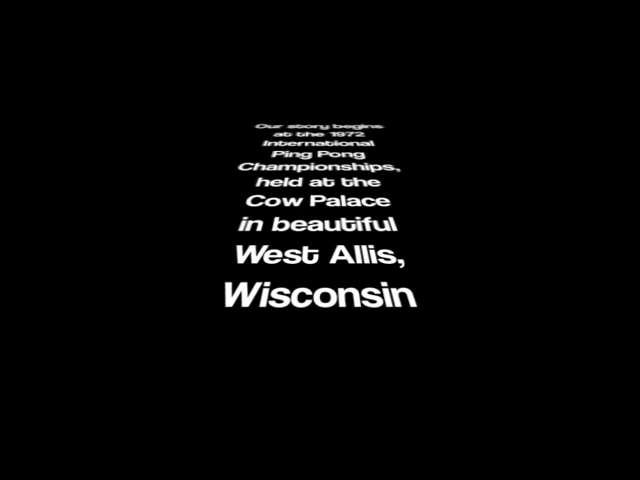 Our story begins
at the 1972
International
Ping Pong
Championships,
held at the
Cow Palace
in beautiful
West Allis,
Wisconsin